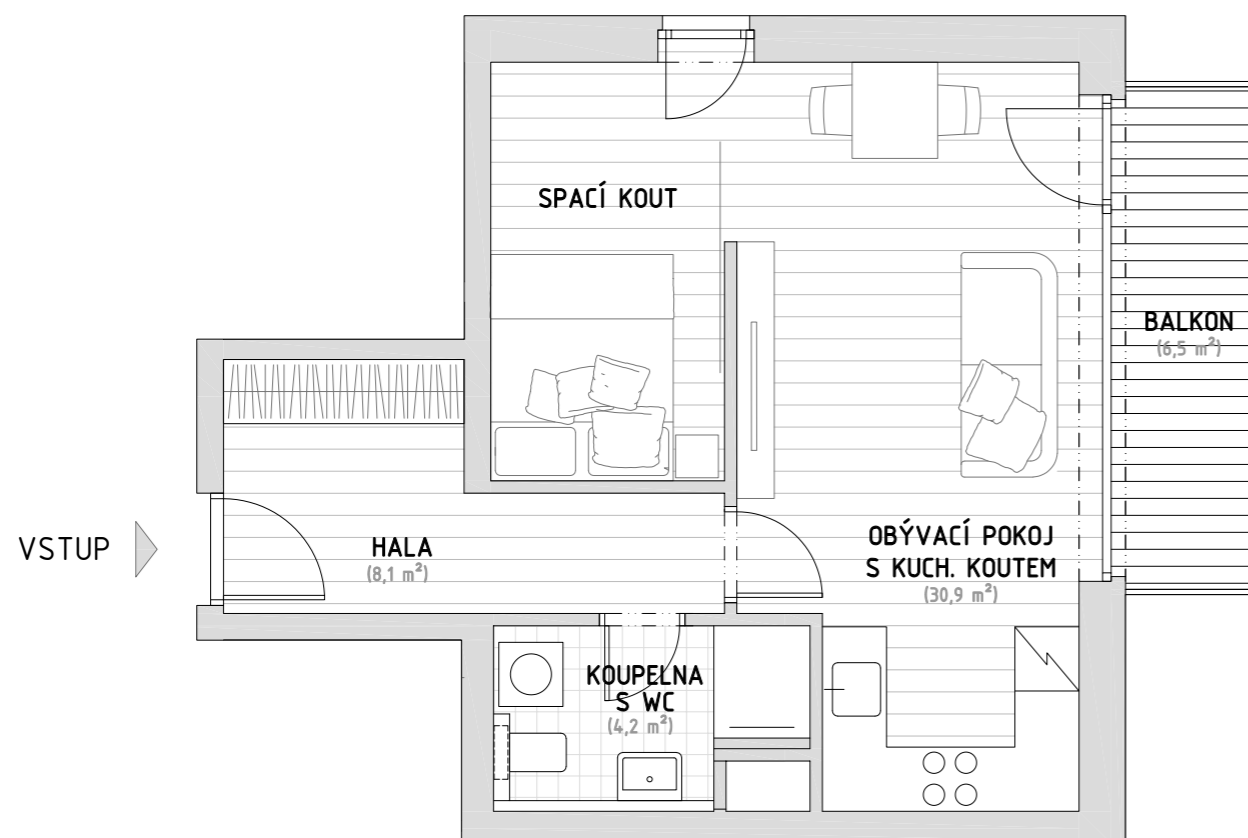 SPACÍ KOUT
BALKON
(6,5 m²)
VSTUP
HALA
(8,1 m²)
OBÝVACÍ POKOJ
S KUCH. KOUTEM
(30,9 m²)
KOUPELNA
S WC
(4,2 m²)